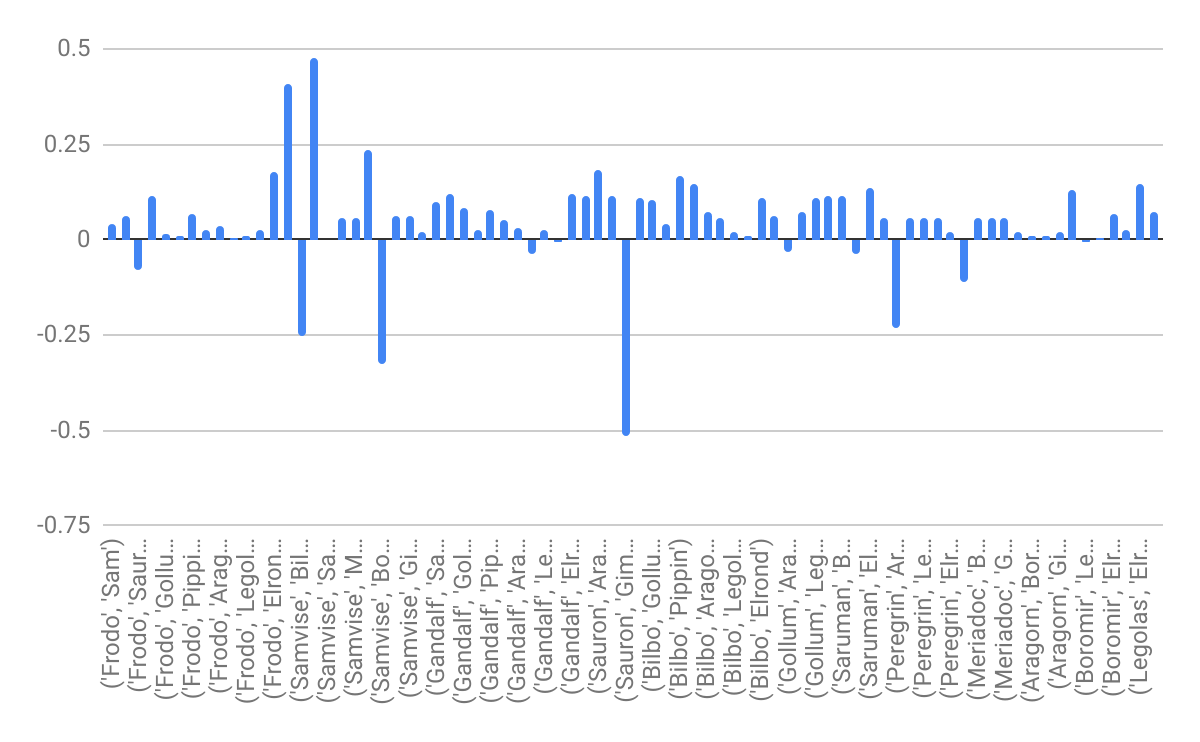 0.5
0.25
0
-0.25
-0.5
-0.75
('Frodo', 'Sam')
('Frodo', 'Saur...
('Frodo', 'Gollu...
('Frodo', 'Pippi...
('Frodo', 'Arag...
('Frodo', 'Legol...
('Frodo', 'Elron...
('Samvise', 'Bil...
('Samvise', 'Sa...
('Samvise', 'M...
('Samvise', 'Bo...
('Samvise', 'Gi...
('Gandalf', 'Sa...
('Gandalf', 'Gol...
('Gandalf', 'Pip...
('Gandalf', 'Ara...
('Gandalf', 'Le...
('Gandalf', 'Elr...
('Sauron', 'Ara...
('Sauron', 'Gim...
('Bilbo', 'Gollu...
('Bilbo', 'Pippin')
('Bilbo', 'Arago...
('Bilbo', 'Legol...
('Bilbo', 'Elrond')
('Gollum', 'Ara...
('Gollum', 'Leg...
('Saruman', 'B...
('Saruman', 'El...
('Peregrin', 'Ar...
('Peregrin', 'Le...
('Peregrin', 'Elr...
('Meriadoc', 'B...
('Meriadoc', 'G...
('Aragorn', 'Bor...
('Aragorn', 'Gi...
('Boromir', 'Le...
('Boromir', 'Elr...
('Legolas', 'Elr...